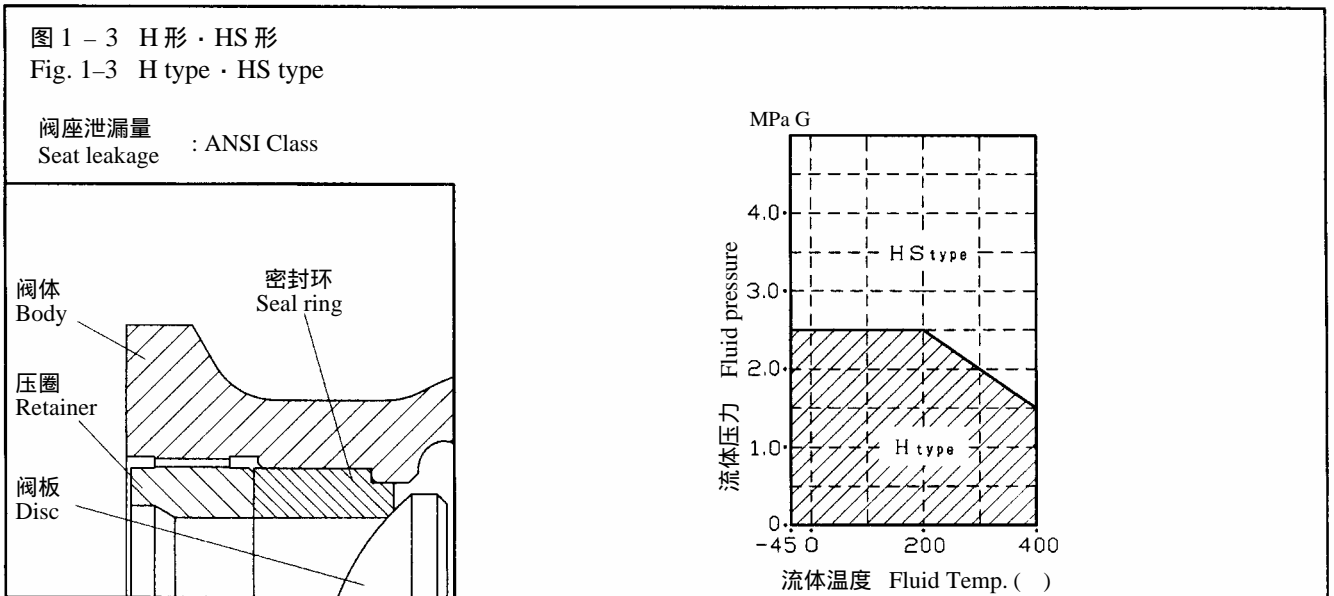 图 1 – 3 H 形 · HS 形
Fig. 1–3 H type · HS type
阀座泄漏量
Seat leakage : ANSI Class
阀体
Body
密封环
Seal ring
压圈
Retainer
阀板
Disc
MPa G
4.0
HS type
3.0
2.0
1.0
H type
0
-45 0 200 400
流体压力 Fluid pressure
流体温度 Fluid Temp. ( )